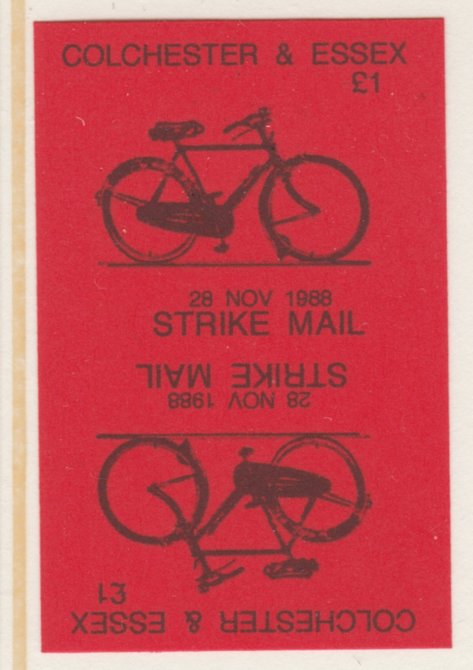 COLCHESTER & ESSEX
£1
28 NOV 1988
STRIKE MAIL
STRIKE MAIL
28 NOV 1988
£1
COLCHESTER & ESSEX